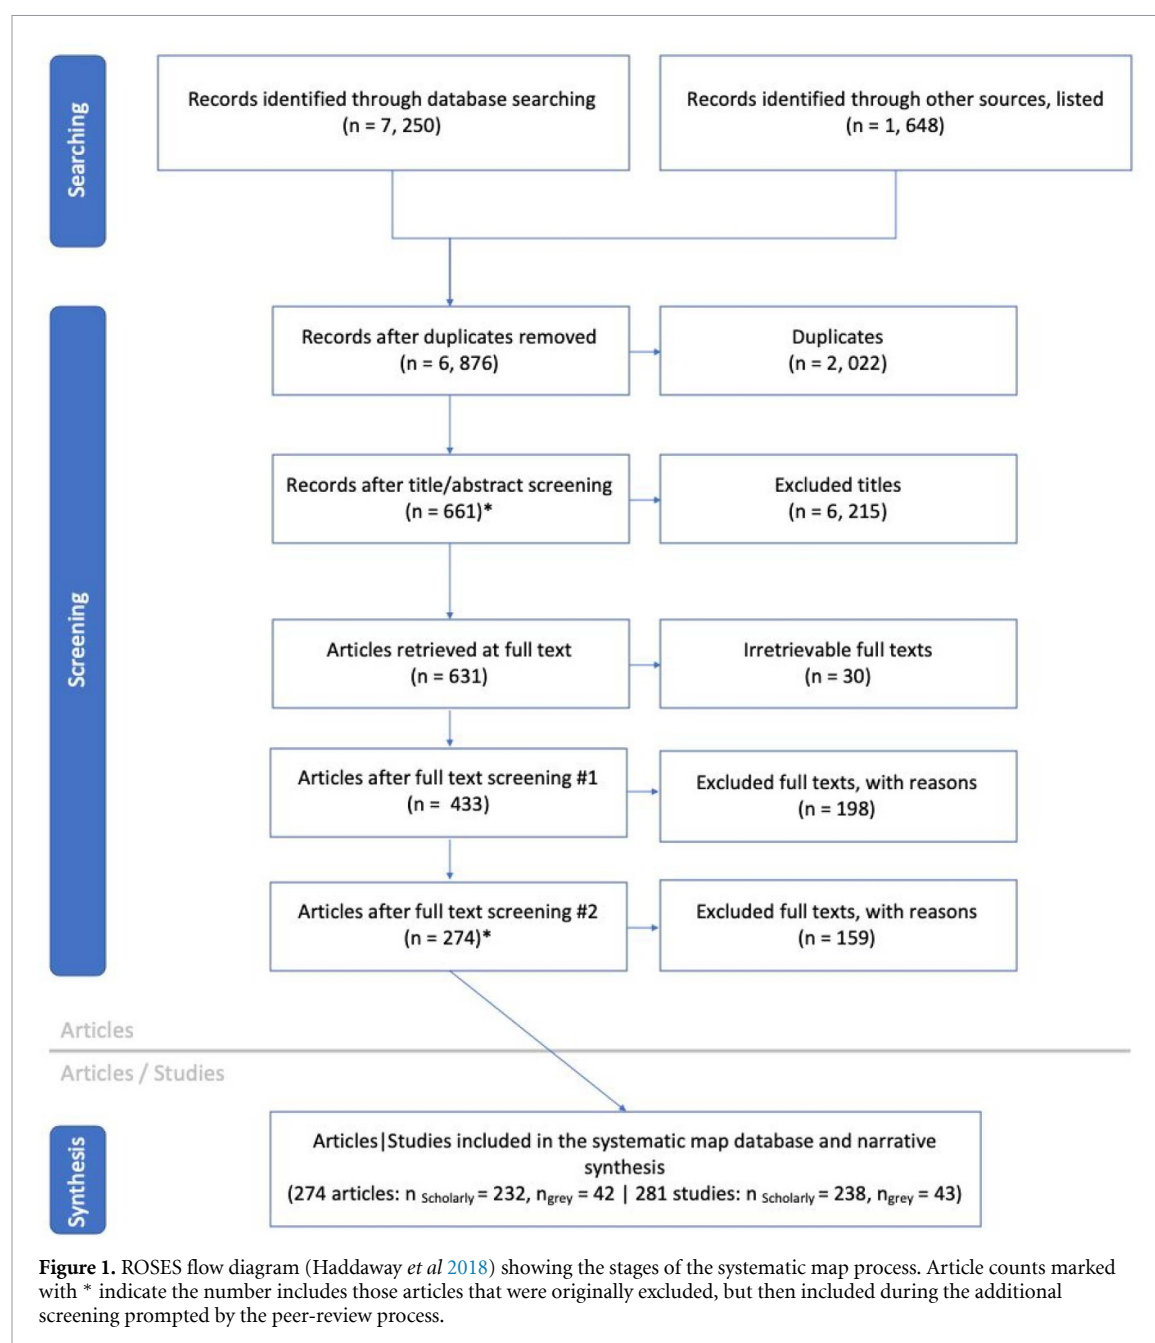 Searching
Records identified through database searching
(n = 7, 250)
Records identified through other sources, listed
(n = 1, 648)
Screening
Records after duplicates removed
(n = 6, 876)
Duplicates
(n = 2, 022)
Records after title/abstract screening
(n = 661)*
Excluded titles
(n = 6, 215)
Articles retrieved at full text
(n = 631)
Irretrievable full texts
(n = 30)
Articles after full text screening #1
(n = 433)
Excluded full texts, with reasons
(n = 198)
Articles after full text screening #2
(n = 274)*
Excluded full texts, with reasons
(n = 159)
Articles
Articles / Studies
Synthesis
Articles|Studies included in the systematic map database and narrative
synthesis
(274 articles: n Scholarly = 232, ngrey = 42 | 281 studies: n Scholarly = 238, ngrey = 43)
Figure 1. ROSES flow diagram (Haddaway et al 2018) showing the stages of the systematic map process. Article counts marked
with * indicate the number includes those articles that were originally excluded, but then included during the additional
screening prompted by the peer-review process.